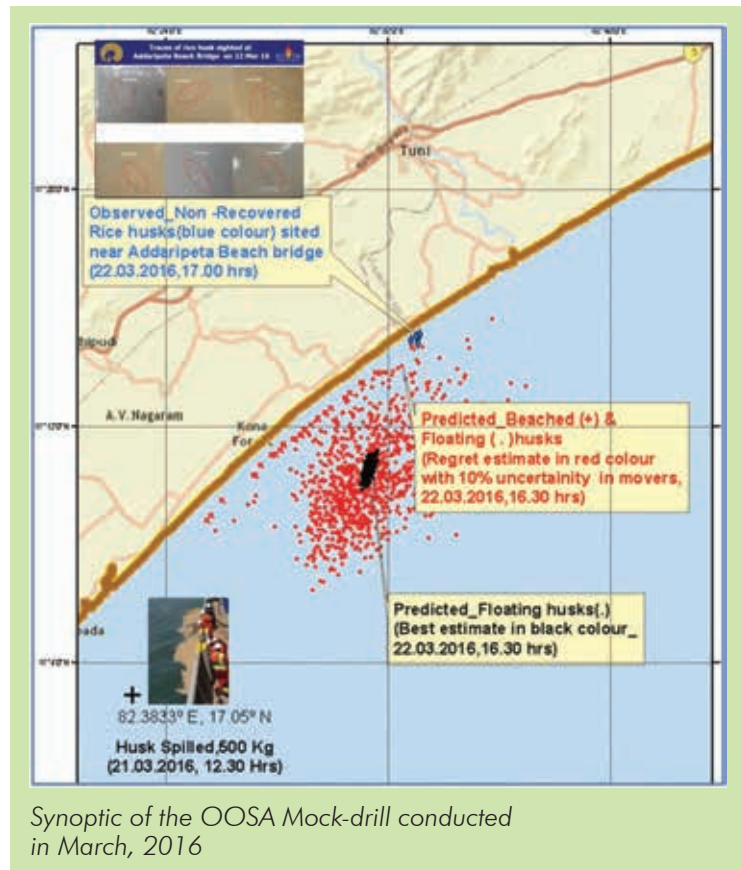 Traces of rice husk sighted at
Addaripeta Beach Bridge on 22 Mar 16
5
Tuni
Observed_Non -Recovered
Rice husks(blue colour) sited
near Addaripeta Beach bridge
(22.03.2016,17.00 hrs)
hipudi
A.V. Nagaram
Kona
For
Predicted_Beached (+) &
Floating ( . )husks
(Regret estimate in red colour
with 10% uncertainity in movers,
22.03.2016,16.30 hrs)
Predicted_Floating husks(.)
(Best estimate in black colour_
22.03.2016,16.30 hrs)
ada
+
82.3833º E, 17.05º N
Husk Spilled,500 Kg
(21.03.2016, 12.30 Hrs)
Synoptic of the OOSA Mock-drill conducted
in March, 2016